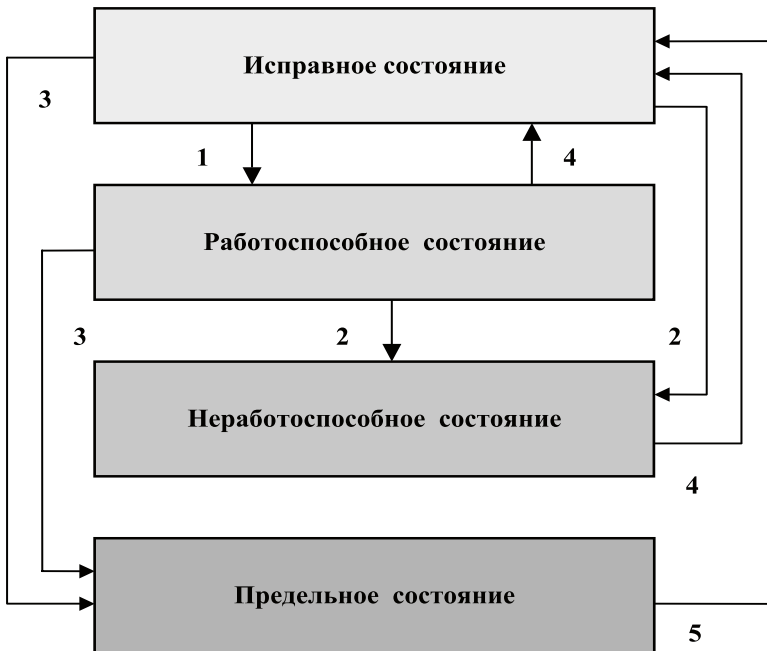 Исправное состояние
3
1
4
Работоспособное состояние
3
2
2
Неработоспособное состояние
4
Предельное состояние
5